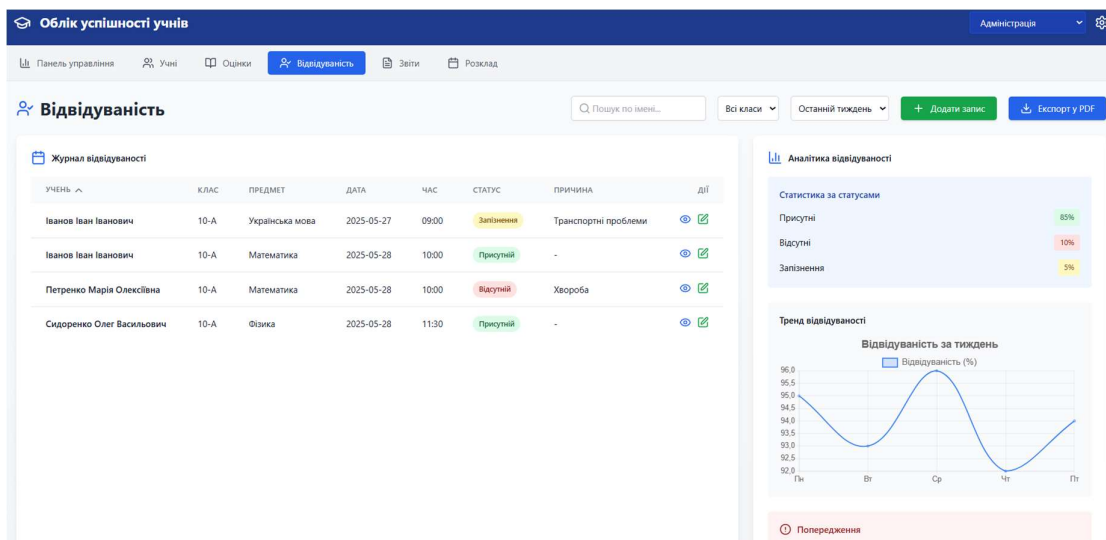 Облік успішності учнів
Адміністрація
Панель управління Учні Оцінки Відвідуваність Звіти Розклад
Відвідуваність
Пошук по імені...
Всі класи
Останній тиждень
+ Додати запис
Експорт у PDF
Журнал відвідуваності
УЧЕНЬ КЛАС ПРЕДМЕТ ДАТА ЧАС СТАТУС ПРИЧИНА ДІЇ
Іванов Іван Іванович 10-А Українська мова 2025-05-27 09:00 Запізнення Транспортні проблеми
Іванов Іван Іванович 10-А Математика 2025-05-28 10:00 Присутній -
Петренко Марія Олексіївна 10-А Математика 2025-05-28 10:00 Відсутній Хвороба
Сидоренко Олег Васильович 10-А Фізика 2025-05-28 11:30 Присутній -
Аналітика відвідуваності
Статистика за статусами
Присутні 85%
Відсутні 10%
Запізнення 5%
Тренд відвідуваності
Відвідуваність за тиждень
Відвідуваність (%)
96,0
95,5
95,0
94,5
94,0
93,5
93,0
92,5
92,0
Пн Вт Ср Чт Пт
Попередження